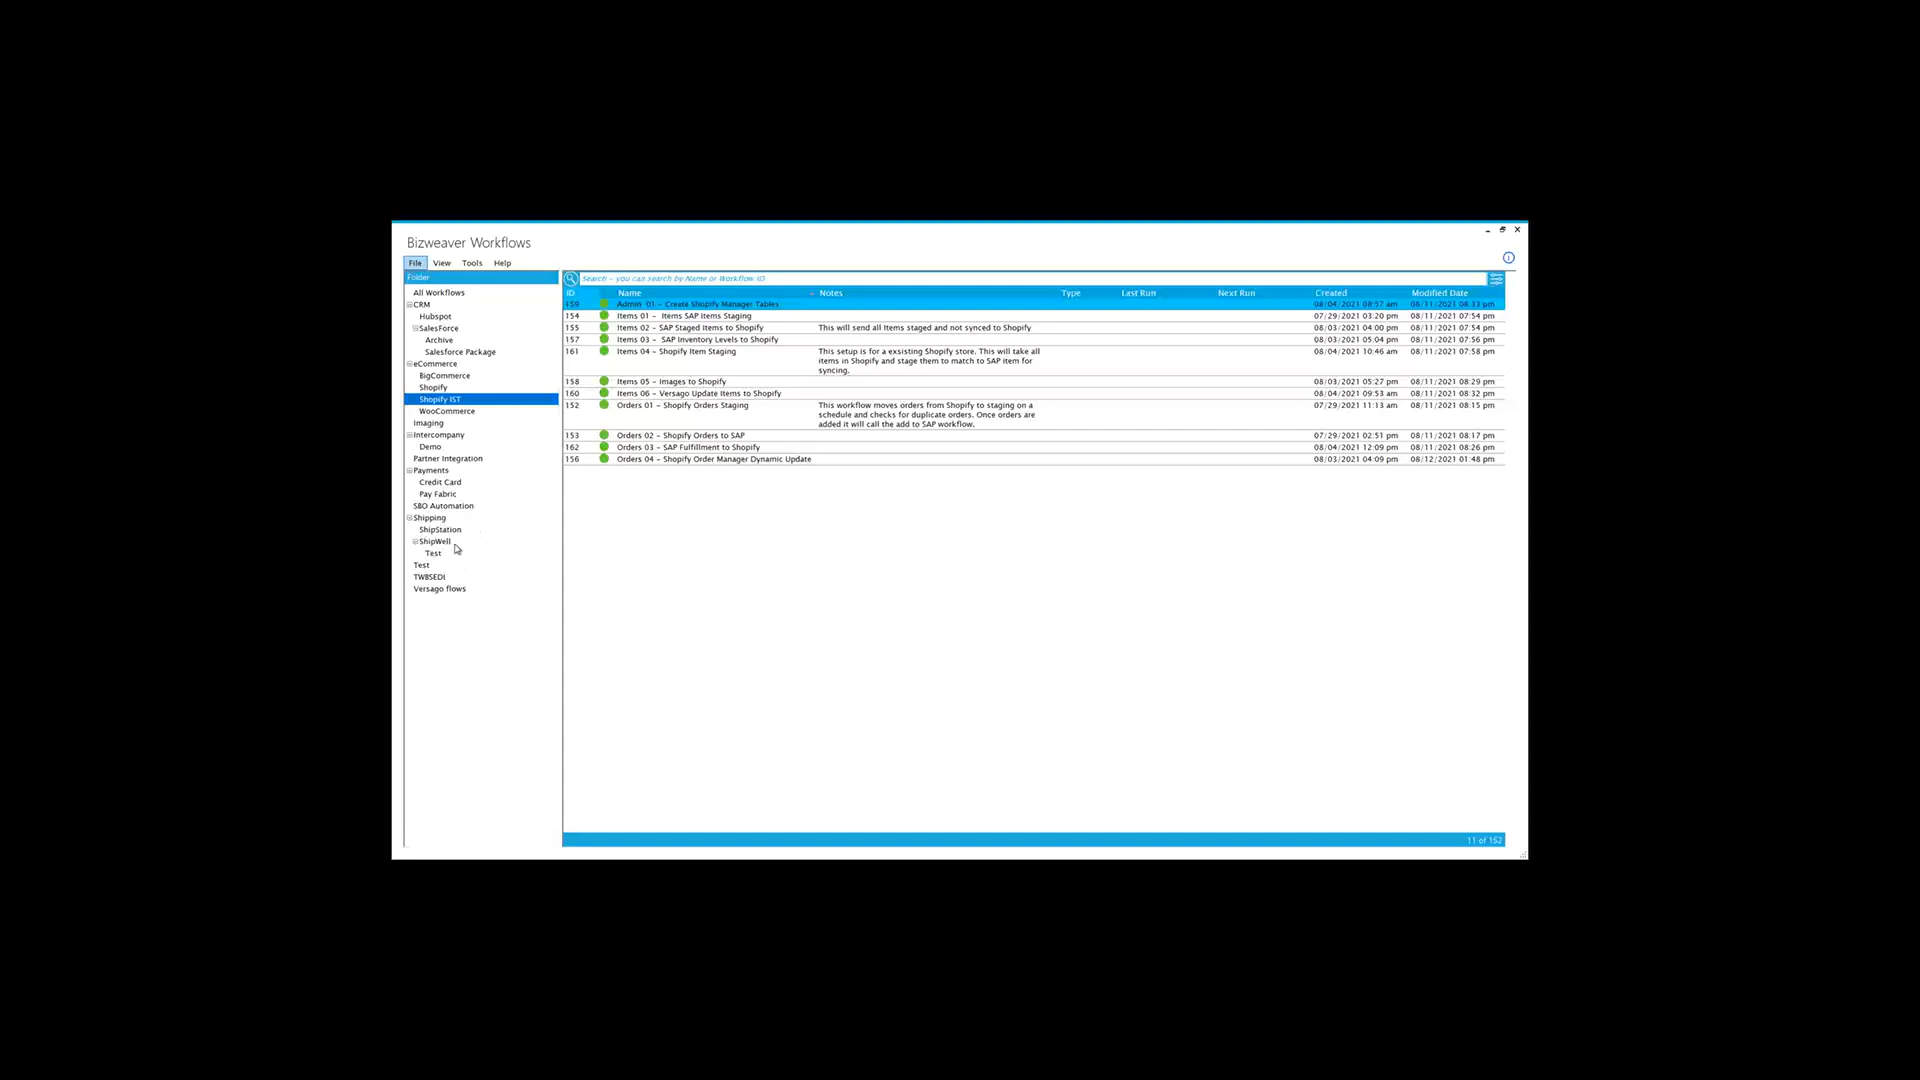 Bizweaver Workflows
File View Tools Help
Folder
Search - you can search by Name or Workflow ID
All Workflows
CRM
Hubspot
SalesForce
Archive
Salesforce Package
eCommerce
BigCommerce
Shopify
Shopify IST
WooCommerce
Imaging
Intercompany
Demo
Partner Integration
Payments
Credit Card
Pay Fabric
SBO Automation
Shipping
ShipStation
ShipWell
Test
Test
TWBSEDI
Versago flows
ID Name Notes Type Last Run Next Run Created Modified Date
159 Admin 01 - Create Shopify Manager Tables 08/04/2021 08:57 am 08/11/2021 08:33 pm
154 Items 01 - Items SAP Items Staging 07/29/2021 03:20 pm 08/11/2021 07:54 pm
155 Items 02 - SAP Staged Items to Shopify This will send all Items staged and not synced to Shopify 08/03/2021 04:00 pm 08/11/2021 07:54 pm
157 Items 03 - SAP Inventory Levels to Shopify 08/03/2021 05:04 pm 08/11/2021 07:56 pm
161 Items 04 - Shopify Item Staging This setup is for a exsisting Shopify store. This will take all 08/04/2021 10:46 am 08/11/2021 07:58 pm
items in Shopify and stage them to match to SAP item for
syncing.
158 Items 05 - Images to Shopify 08/03/2021 05:27 pm 08/11/2021 08:29 pm
160 Items 06 - Versago Update Items to Shopify 08/04/2021 09:53 am 08/11/2021 08:32 pm
152 Orders 01 - Shopify Orders Staging This workflow moves orders from Shopify to staging on a 07/29/2021 11:13 am 08/11/2021 08:15 pm
schedule and checks for duplicate orders. Once orders are
added it will call the add to SAP workflow.
153 Orders 02 - Shopify Orders to SAP 07/29/2021 02:51 pm 08/11/2021 08:17 pm
162 Orders 03 - SAP Fulfillment to Shopify 08/04/2021 12:09 pm 08/11/2021 08:26 pm
156 Orders 04 - Shopify Order Manager Dynamic Update 08/03/2021 04:09 pm 08/12/2021 01:48 pm
11 of 152